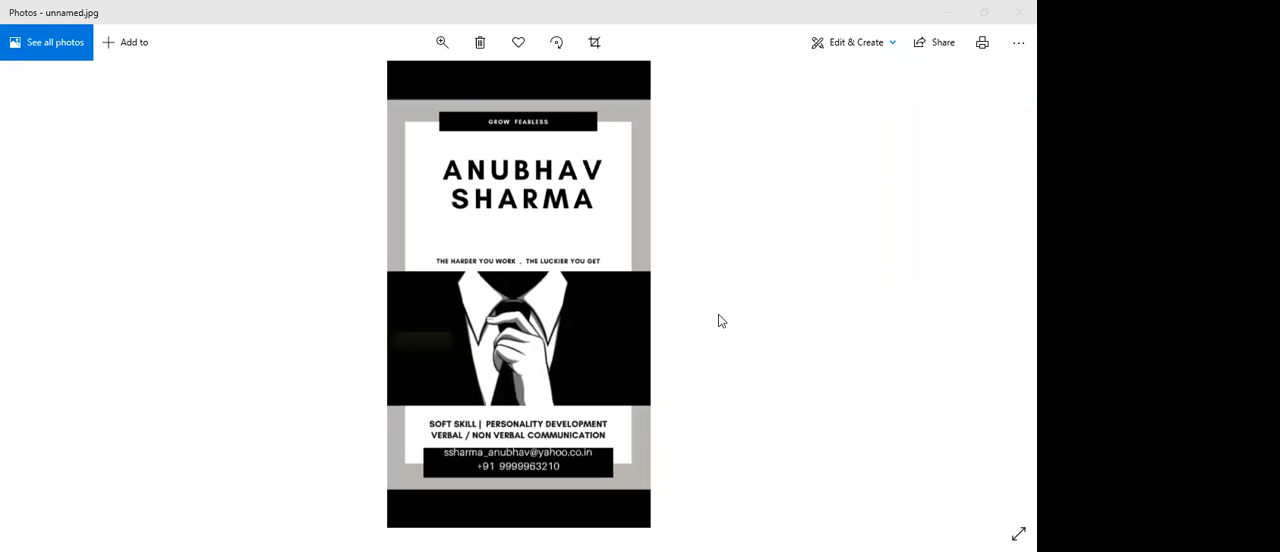 Photos - unnamed.jpg
See all photos
Add to
Edit & Create
Share
GROW FEARLESS
ANUBHAV
SHARMA
THE HARDER YOU WORK , THE LUCKIER YOU GET
SOFT SKILL | PERSONALITY DEVELOPMENT
VERBAL / NON VERBAL COMMUNICATION
ssharma_anubhav@yahoo.co.in
+91 9999963210